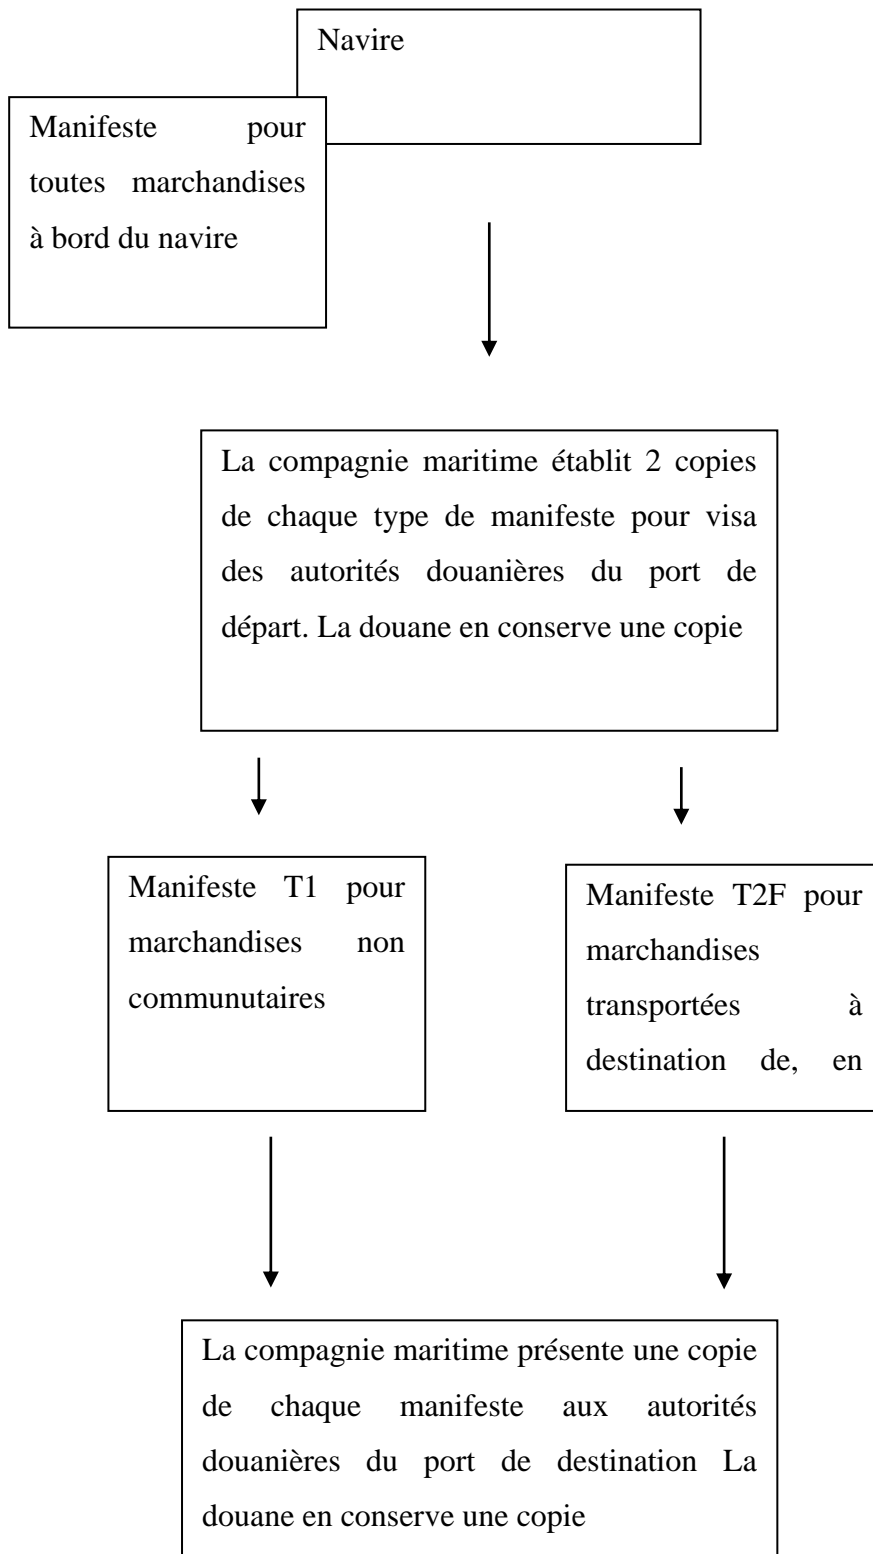 Navire
Manifeste pour
toutes marchandises
à bord du navire
La compagnie maritime établit 2 copies
de chaque type de manifeste pour visa
des autorités douanières du port de
départ. La douane en conserve une copie
Manifeste T1 pour
marchandises non
communutaires
Manifeste T2F pour
marchandises
transportées à
destination de, en
La compagnie maritime présente une copie
de chaque manifeste aux autorités
douanières du port de destination La
douane en conserve une copie